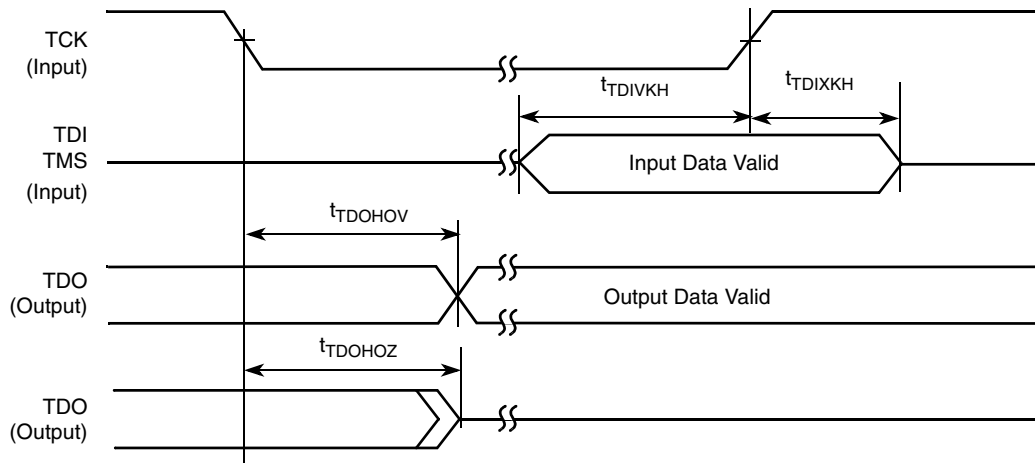 TCK
(Input)
tTDIVKH
tTDIXKH
TDI
TMS
(Input)
Input Data Valid
tTDOHOV
TDO
(Output)
Output Data Valid
tTDOHOZ
TDO
(Output)